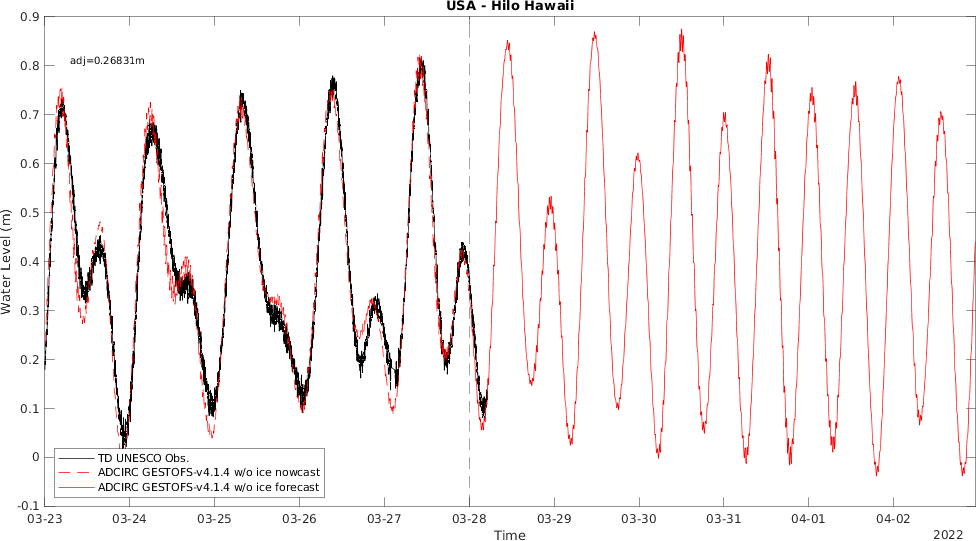 USA - Hilo Hawaii
0.9
0.8
0.7
0.6
0.5
0.4
0.3
0.2
0.1
0
-0.1
Water Level (m)
adj=0.26831m
TD UNESCO Obs.
ADCIRC GESTOFS-v4.1.4 w/o ice nowcast
ADCIRC GESTOFS-v4.1.4 w/o ice forecast
03-23 03-24 03-25 03-26 03-27 03-28 03-29 03-30 03-31 04-01 04-02
Time
2022